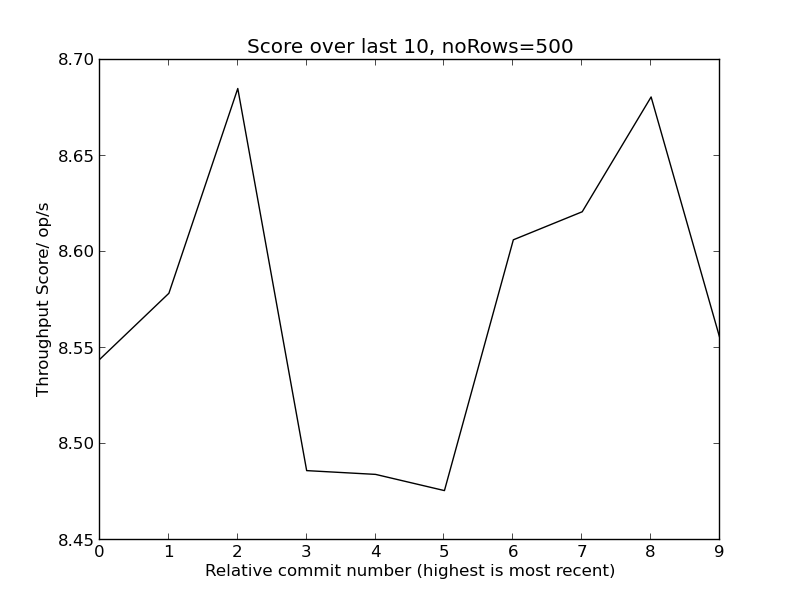 Score over last 10, noRows=500
8.70
8.65
8.60
8.55
8.50
8.45
Throughput Score/ op/s
0 1 2 3 4 5 6 7 8 9
Relative commit number (highest is most recent)